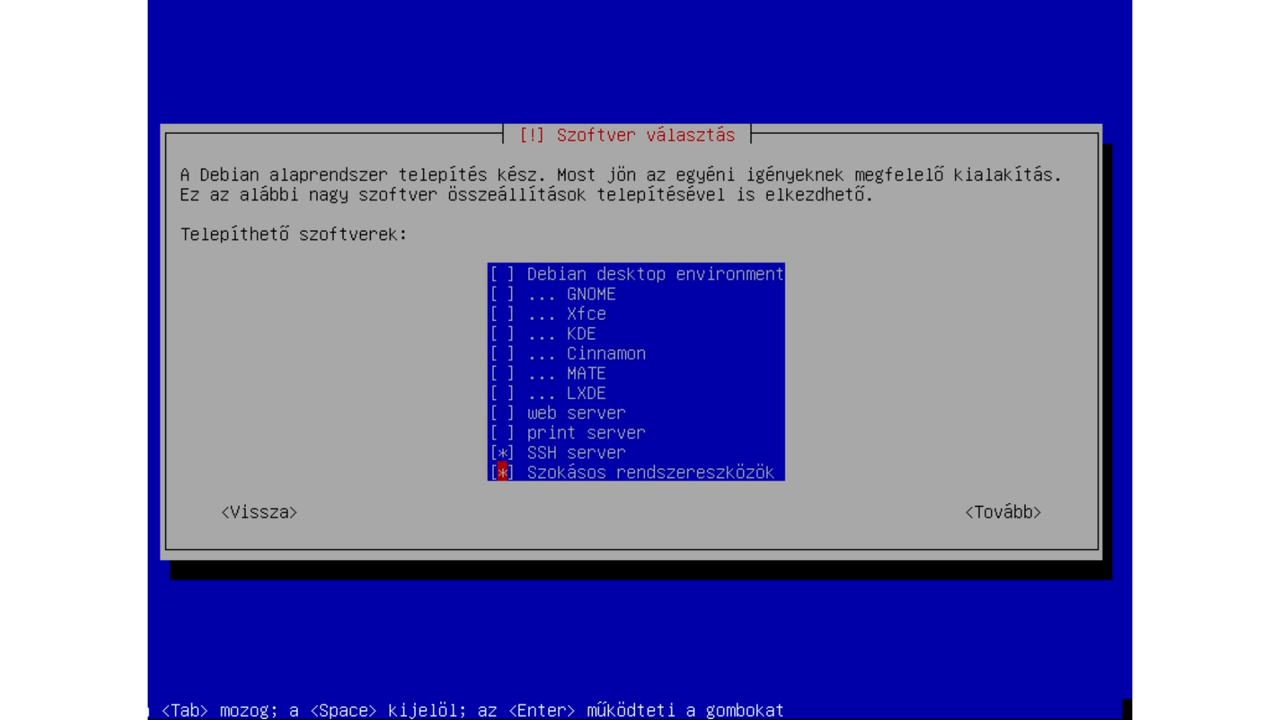 [!] Szoftver választás
A Debian alaprendszer telepítés kész. Most jön az egyéni igényeknek megfelelő kialakítás.
Ez az alábbi nagy szoftver összeállítások telepítésével is elkezdhető.
Telepíthető szoftverek:
[ ] Debian desktop environment
[ ] ... GNOME
[ ] ... Xfce
[ ] ... KDE
[ ] ... Cinnamon
[ ] ... MATE
[ ] ... LXDE
[ ] web server
[ ] print server
[*] SSH server
[*] Szokásos rendszereszközök
<Vissza> <Tovább>
<Tab> mozog; a <Space> kijelöl; az <Enter> működteti a gombokat